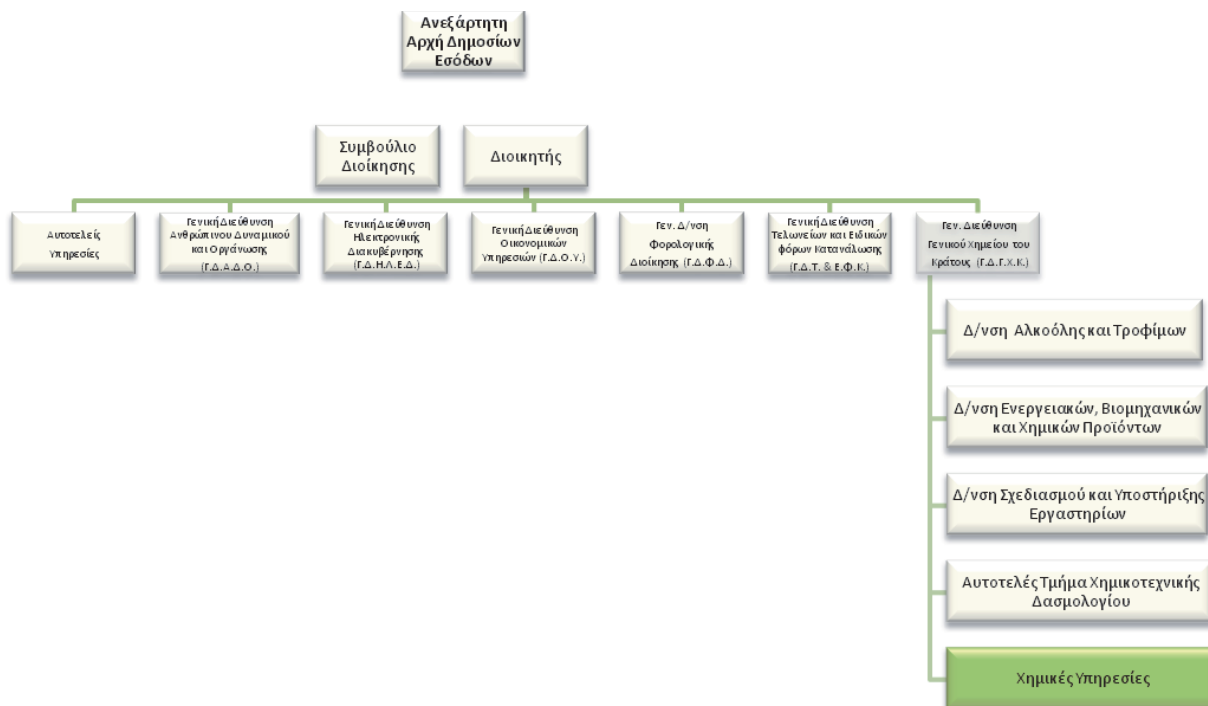 Ανεξάρτητη
Αρχή Δημοσίων
Εσόδων
Συμβούλιο
Διοίκησης
Διοικητής
Αυτοτελείς
Υπηρεσίες
Γενική Διεύθυνση
Ανθρώπινου Δυναμικού
και Οργάνωσης
(Γ.Δ.Α.Δ.Ο.)
Γενική Διεύθυνση
Ηλεκτρονικής
Διακυβέρνησης
(Γ.Δ.Η.Λ.Ε.Δ.)
Γενική Διεύθυνση
Οικονομικών
Υπηρεσιών (Γ.Δ.Ο.Υ.)
Γεν. Δ/νση
Φορολογικής
Διοίκησης (Γ.Δ.Φ.Δ.)
Γενική Διεύθυνση
Τελωνείων και Ειδικών
φόρων Κατανάλωσης
(Γ.Δ.Τ. & Ε.Φ.Κ.)
Γεν. Διεύθυνση
Γενικού Χημείου του
Κράτους (Γ.Δ.Γ.Χ.Κ.)
Δ/νση Αλκοόλης και Τροφίμων
Δ/νση Ενεργειακών, Βιομηχανικών
και Χημικών Προϊόντων
Δ/νση Σχεδιασμού και Υποστήριξης
Εργαστηρίων
Αυτοτελές Τμήμα Χημικοτεχνικής
Δασμολογίου
Χημικές Υπηρεσίες